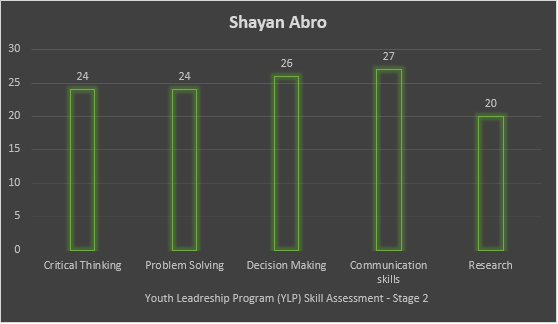 Shayan Abro
30
25
20
15
10
5
0
24
24
26
27
20
Critical Thinking
Problem Solving
Decision Making
Communication
skills
Research
Youth Leadreship Program (YLP) Skill Assessment - Stage 2